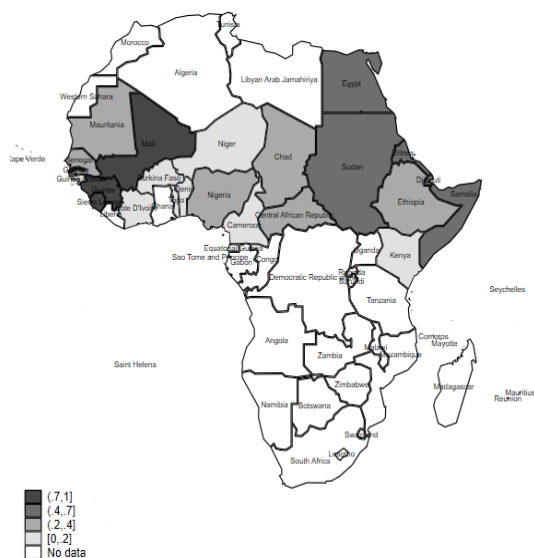 Tunisia
Morocco
Algeria
Libyan Arab Jamahiriya
Egypt
Western Sahara
Mauritania
Mali
Niger
Chad
Sudan
Eritrea
Cape Verde
Senegal
Burkina Faso
Djibouti
Somalia
Guinea
Benin
Nigeria
Ethiopia
Sierra Leone
Cote D'Ivoire
Ghana
Togo
Liberia
Central African Republic
Cameroon
Equatorial Guinea
Uganda
Kenya
Sao Tome and Principe
Gabon
Congo
Democratic Republic
Rwanda
Burundi
Seychelles
Tanzania
Comoros
Mayotte
Angola
Malawi
Zambia
Mozambique
Saint Helena
Zimbabwe
Madagascar
Mauritius
Reunion
Namibia
Botswana
Swaziland
Lesotho
South Africa
(.7,1]
(.4,.7]
(.2,.4]
[0,.2]
No data